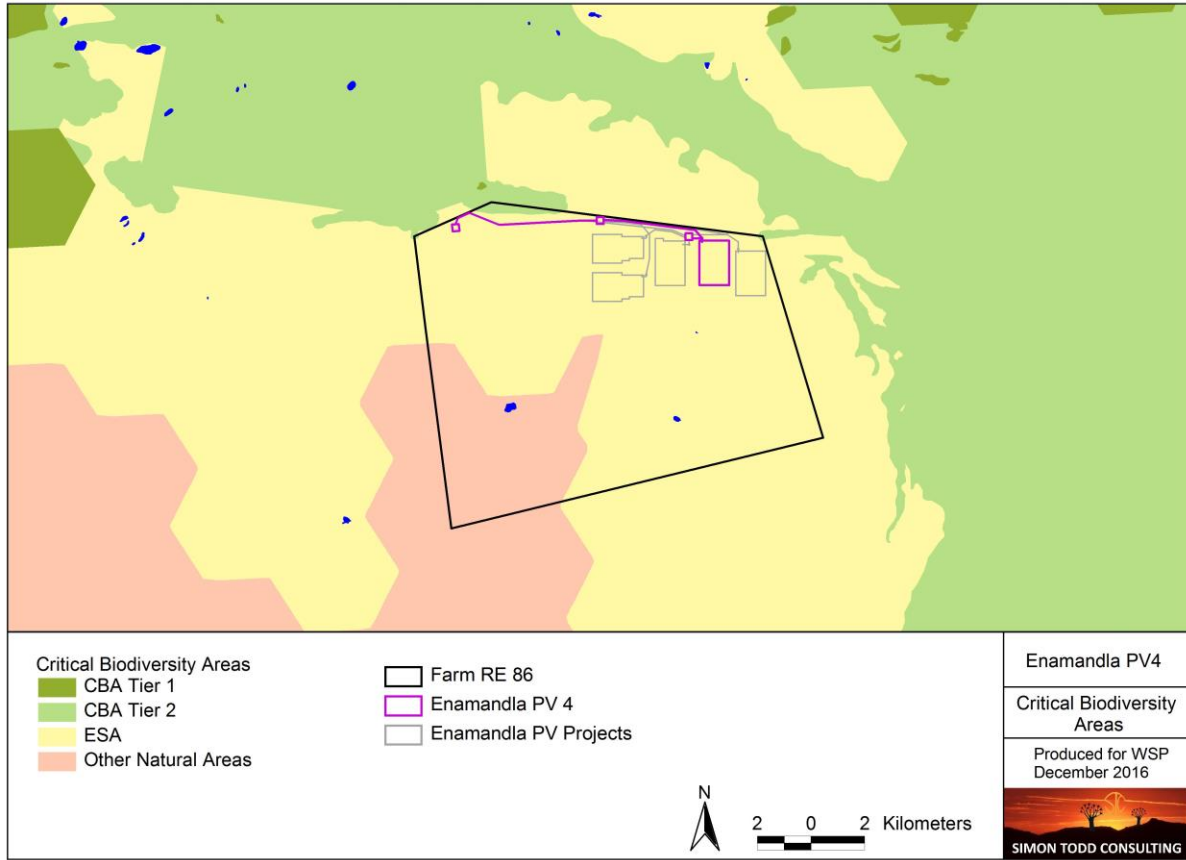 Critical Biodiversity Areas
CBA Tier 1
CBA Tier 2
ESA
Other Natural Areas
Farm RE 86
Enamandla PV 4
Enamandla PV Projects
N
2 0 2 Kilometers
Enamandla PV4
Critical Biodiversity
Areas
Produced for WSP
December 2016
SIMON TODD CONSULTING